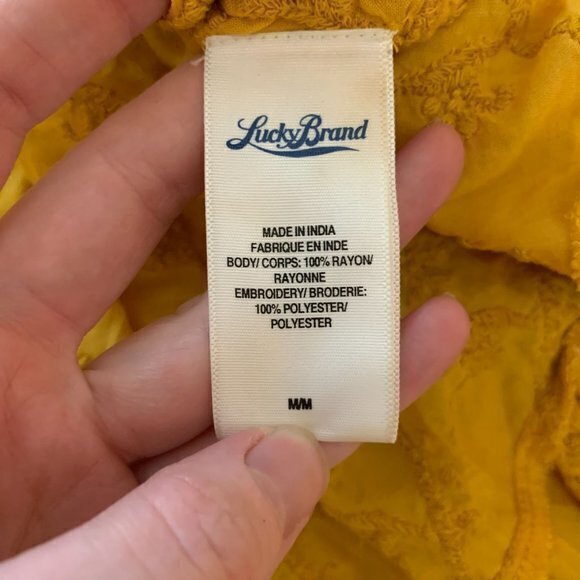 Lucky Brand
MADE IN INDIA
FABRIQUE EN INDE
BODY/ CORPS: 100% RAYON/
RAYONNE
EMBROIDERY/ BRODERIE:
100% POLYESTER/
POLYESTER
M/M